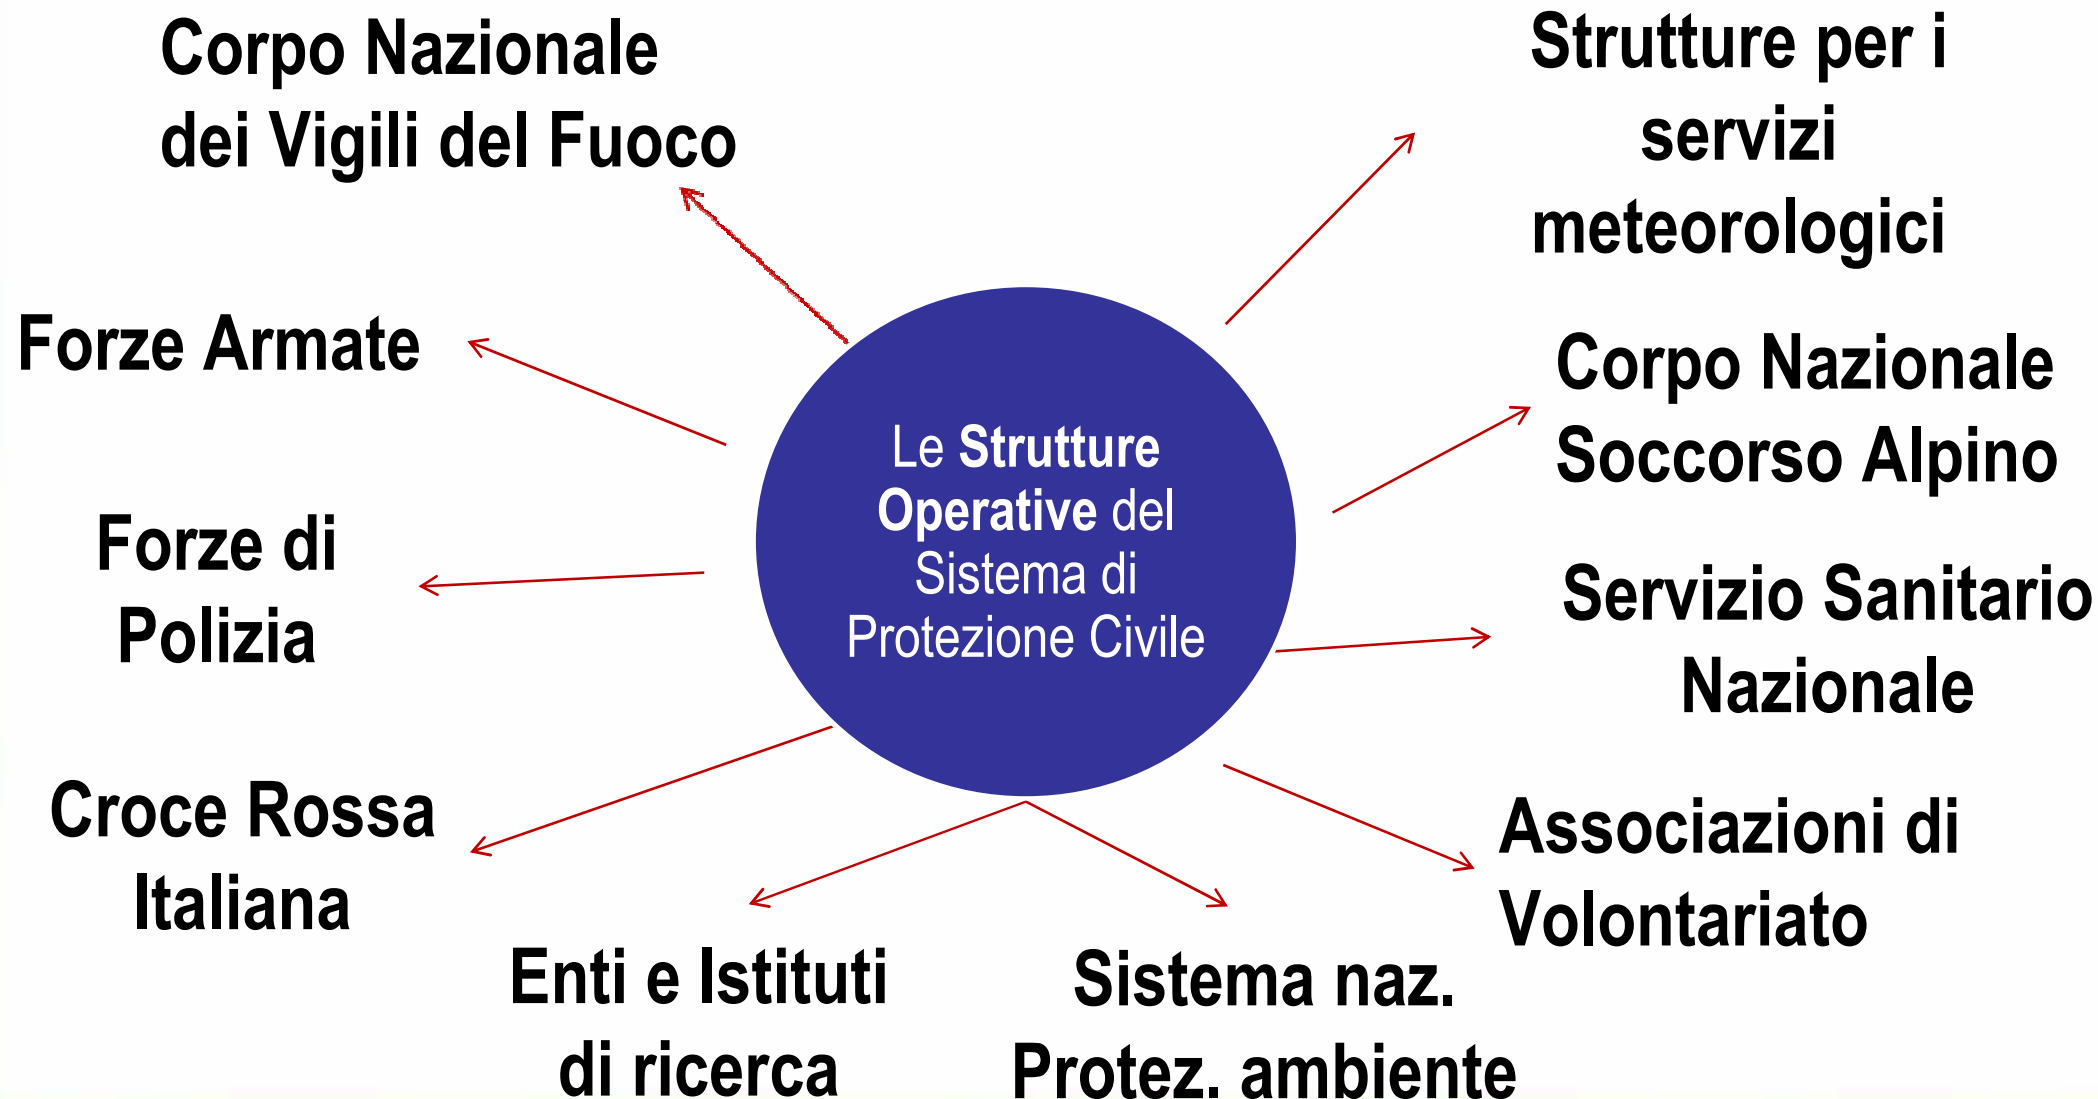 Corpo Nazionale
dei Vigili del Fuoco
Strutture per i
servizi
meteorologici
Forze Armate
Corpo Nazionale
Soccorso Alpino
Le Strutture
Operative del
Sistema di
Protezione Civile
Forze di
Polizia
Servizio Sanitario
Nazionale
Croce Rossa
Italiana
Associazioni di
Volontariato
Enti e Istituti
di ricerca
Sistema naz.
Protez. ambiente